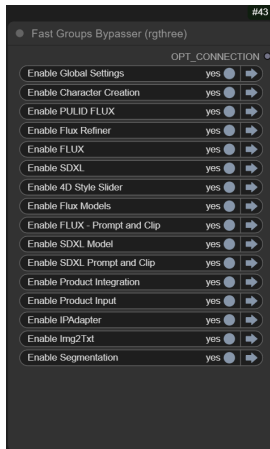 #43
Fast Groups Bypasser (rgthree)
OPT_CONNECTION
Enable Global Settings yes
Enable Character Creation yes
Enable PULID FLUX yes
Enable Flux Refiner yes
Enable FLUX yes
Enable SDXL yes
Enable 4D Style Slider yes
Enable Flux Models yes
Enable FLUX - Prompt and Clip yes
Enable SDXL Model yes
Enable SDXL Prompt and Clip yes
Enable Product Integration yes
Enable Product Input yes
Enable IPAdapter yes
Enable Img2Txt yes
Enable Segmentation yes